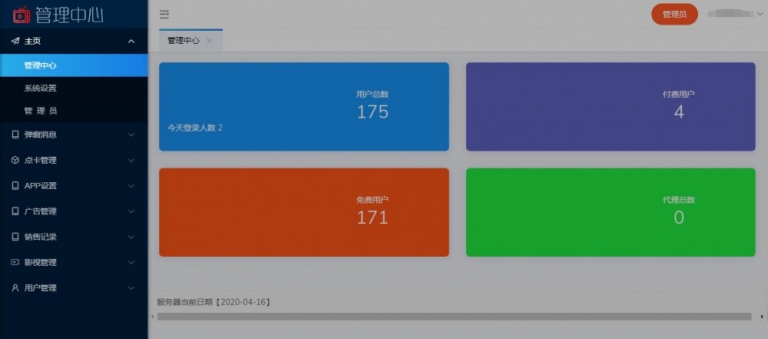 管理中心
主页
管理中心
系统设置
管 理 员
弹窗消息
点卡管理
APP设置
广告管理
销售记录
影视管理
用户管理
管理员
管理中心
用户总数
175
今天登录人数 2
付费用户
4
免费用户
171
代理总数
0
服务器当前日期【2020-04-16】